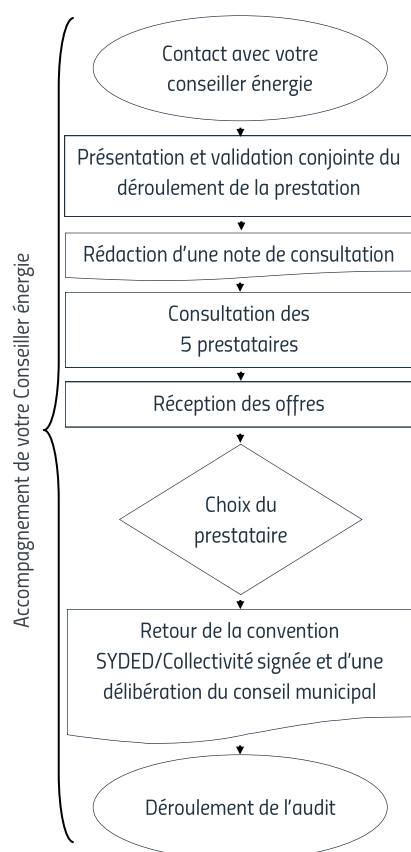 Contact avec votre
conseiller énergie
Présentation et validation conjointe du
déroulement de la prestation
Rédaction d'une note de consultation
Consultation des
5 prestataires
Réception des offres
Choix du
prestataire
Retour de la convention
SYDED/Collectivité signée et d'une
délibération du conseil municipal
Déroulement de l'audit
Accompagnement de votre Conseiller énergie